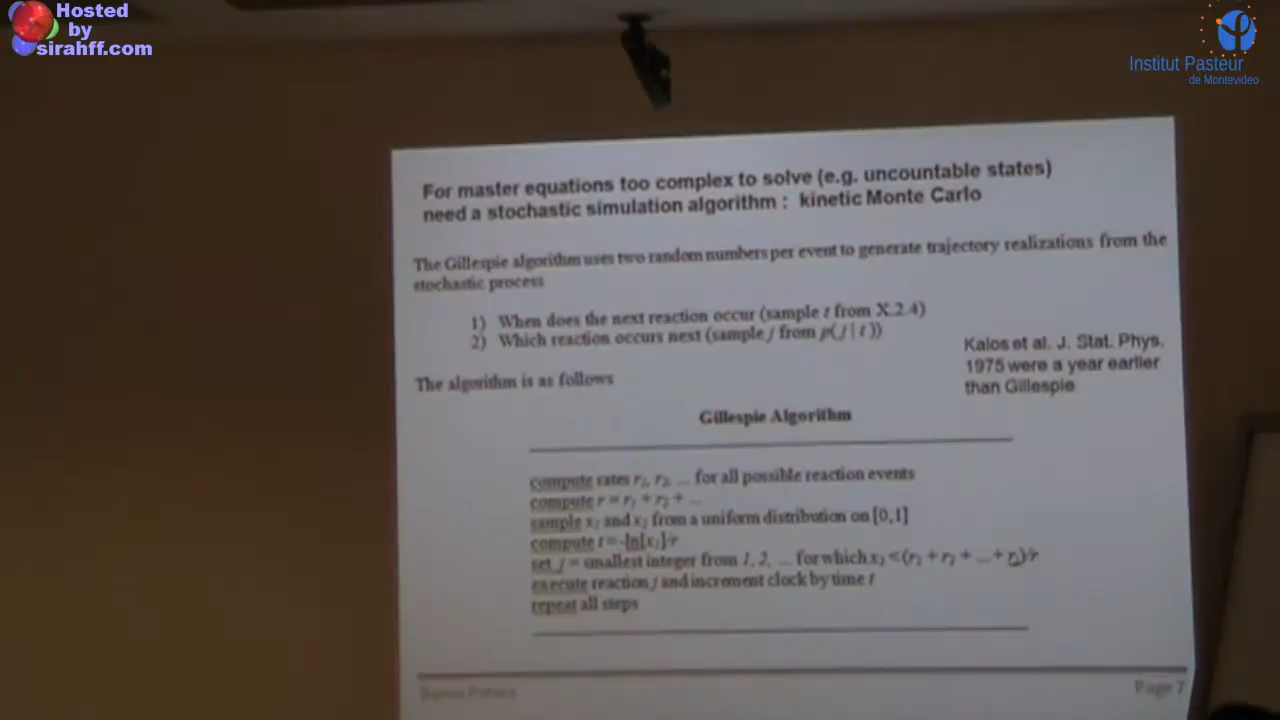 Hosted
by
sirahff.com
Institut Pasteur
de Montevideo
For master equations too complex to solve (e.g. uncountable states)
need a stochastic simulation algorithm : kinetic Monte Carlo
The Gillespie algorithm uses two random numbers per event to generate trajectory realizations from the
stochastic process
1) When does the next reaction occur (sample t from X.2.4)
2) Which reaction occurs next (sample j from p(j | t))
Kalos et al. J. Stat. Phys.
1975 were a year earlier
than Gillespie
The algorithm is as follows
Gillespie Algorithm
compute rates r₁, r₂, ... for all possible reaction events
compute r = r₁ + r₂ + ...
sample x₁ and x₂ from a uniform distribution on [0,1]
compute t = -ln[x₁]/r
set j = smallest integer from 1, 2, ... for which x₂ < (r₁ + r₂ + ... + rⱼ)/r
execute reaction j and increment clock by time t
repeat all steps
Page 7